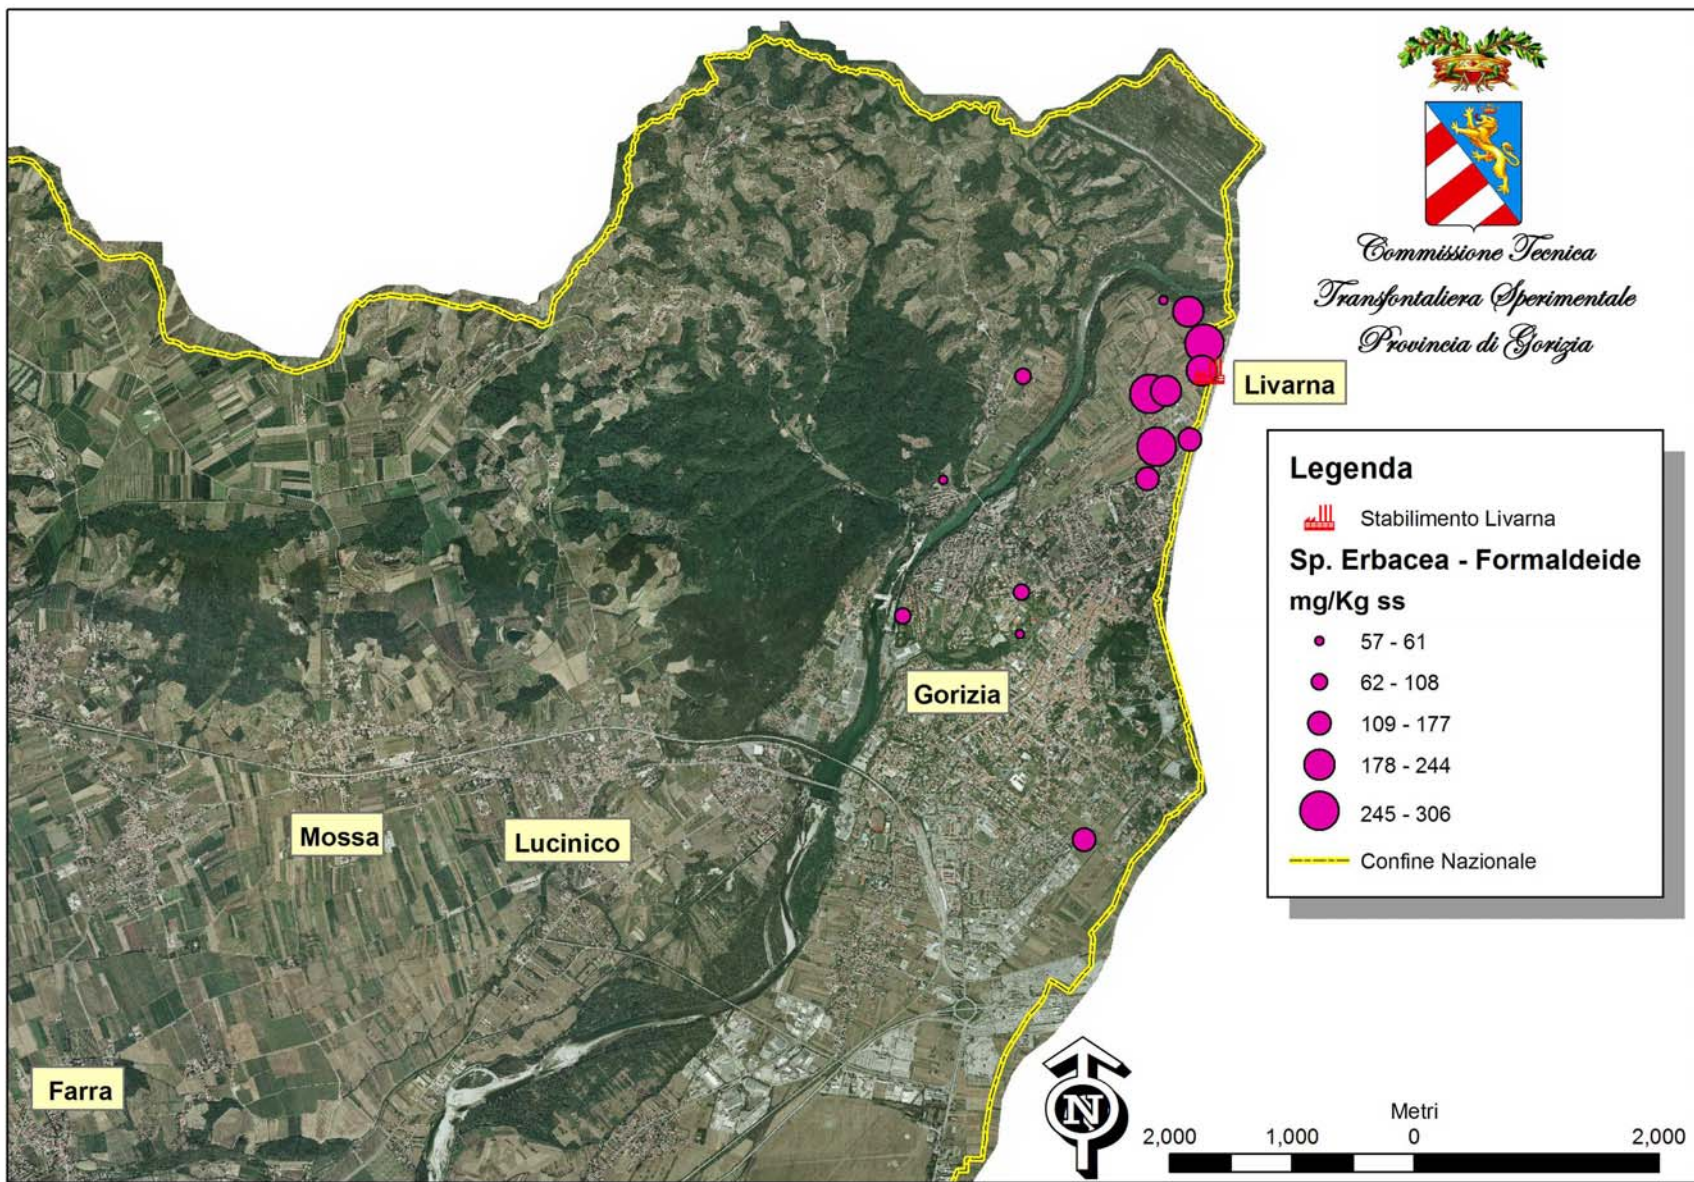 Commissione Tecnica
Transfontaliera Sperimentale
Provincia di Gorizia
Livarna
Gorizia
Mossa
Lucinico
Farra
Legenda
Stabilimento Livarna
Sp. Erbacea - Formaldeide
mg/Kg ss
57 - 61
62 - 108
109 - 177
178 - 244
245 - 306
Confine Nazionale
N
Metri
2,000 1,000 0 2,000